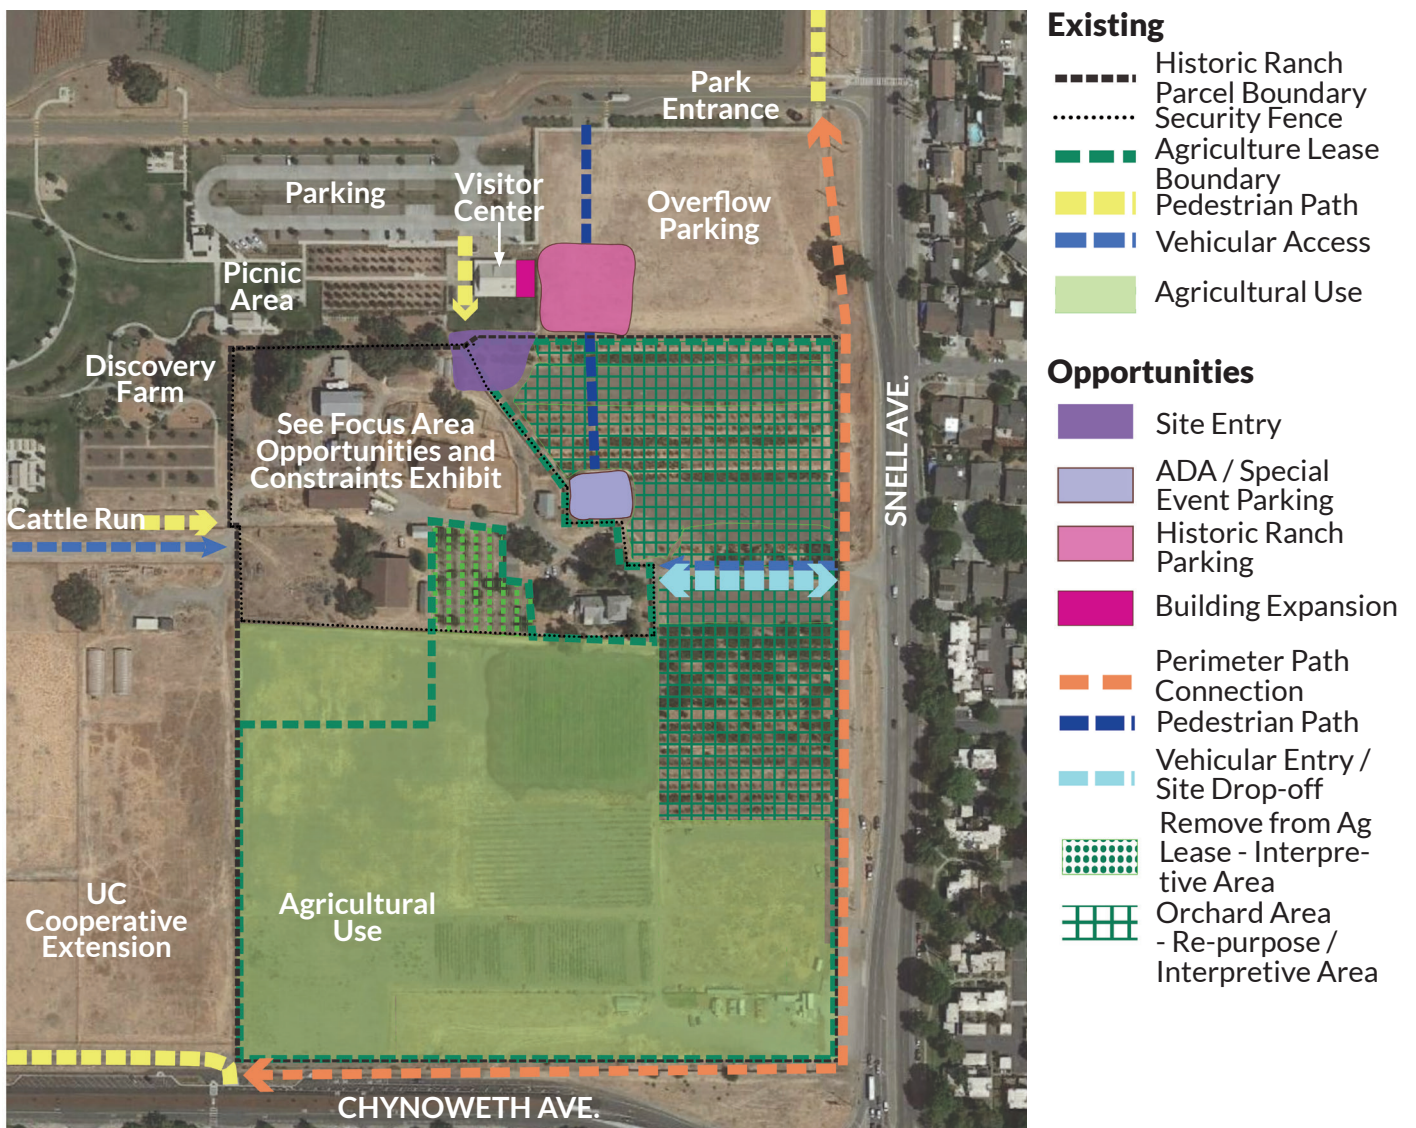 Park
Entrance
Parking
Visitor
Center
Overflow
Parking
Picnic
Area
Discovery
Farm
See Focus Area
Opportunities and
Constraints Exhibit
SNELL AVE.
Cattle Run
UC
Cooperative
Extension
Agricultural
Use
CHYNOWETH AVE.
Existing
Historic Ranch
Parcel Boundary
Security Fence
Agriculture Lease
Boundary
Pedestrian Path
Vehicular Access
Agricultural Use
Opportunities
Site Entry
ADA / Special
Event Parking
Historic Ranch
Parking
Building Expansion
Perimeter Path
Connection
Pedestrian Path
Vehicular Entry /
Site Drop-off
Remove from Ag
Lease - Interpre-
tive Area
Orchard Area
- Re-purpose /
Interpretive Area